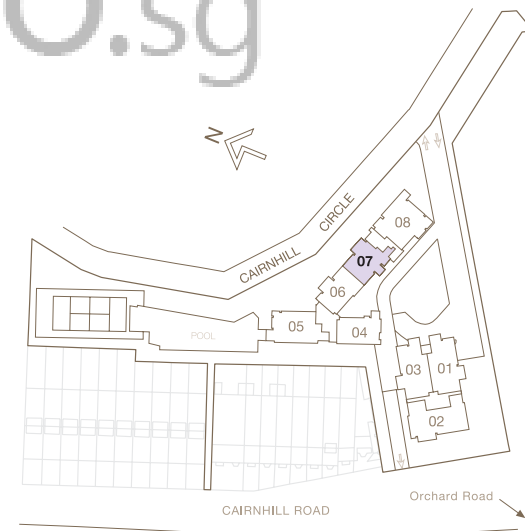 O.sg
N
CAIRNHILL CIRCLE
08
07
06
05
04
POOL
03
01
02
Orchard Road
CAIRNHILL ROAD